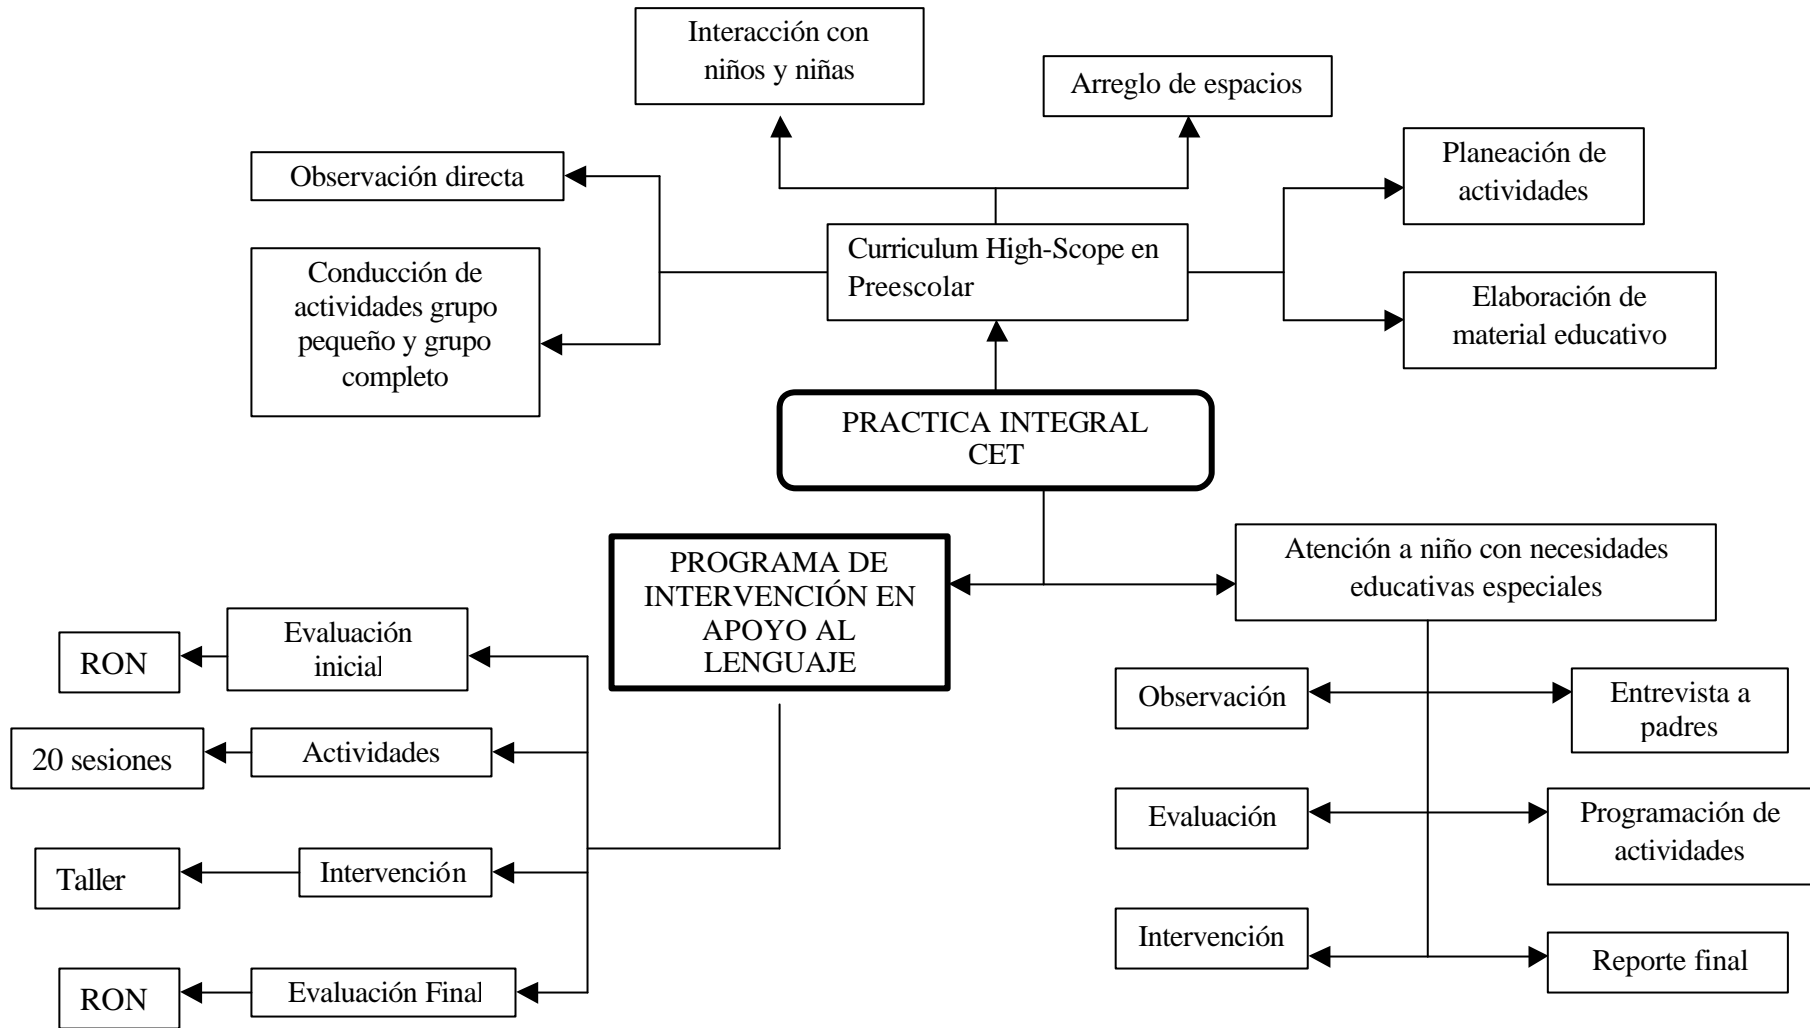 Interacción con
niños y niñas
Arreglo de espacios
Observación directa
Planeación de
actividades
Curriculum High-Scope en
Preescolar
Conducción de
actividades grupo
pequeño y grupo
completo
Elaboración de
material educativo
PRACTICA INTEGRAL
CET
PROGRAMA DE
INTERVENCIÓN EN
APOYO AL
LENGUAJE
Atención a niño con necesidades
educativas especiales
RON
Evaluación
inicial
20 sesiones
Actividades
Taller
Intervención
RON
Evaluación Final
Observación
Entrevista a
padres
Evaluación
Programación de
actividades
Intervención
Reporte final